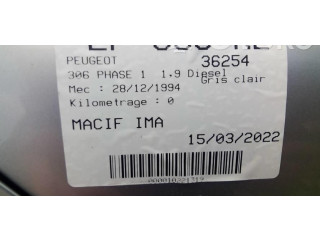 PEUGEOT 36254
306 PHASE 1 1.9 Diesel
Gris clair
Mec : 28/12/1994
Kilometrage : 0
MACIF IMA
15/03/2022